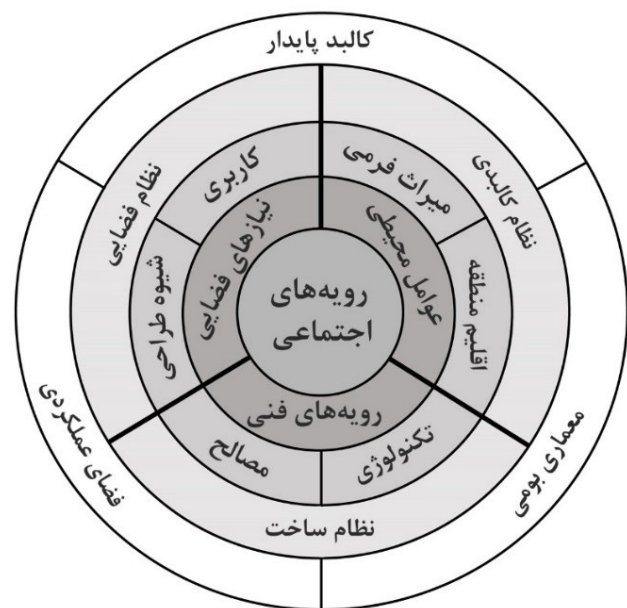 کالبد پایدار
نظام فضایی
نظام کالبدی
کاربری
میراث فرمی
شیوه طراحی
اقلیم منطقه
نیازهای فضایی
عوامل محیطی
رویه‌های
اجتماعی
رویه‌های فنی
مصالح
تکنولوژی
نظام ساخت
فضای عملکردی
معماری بومی